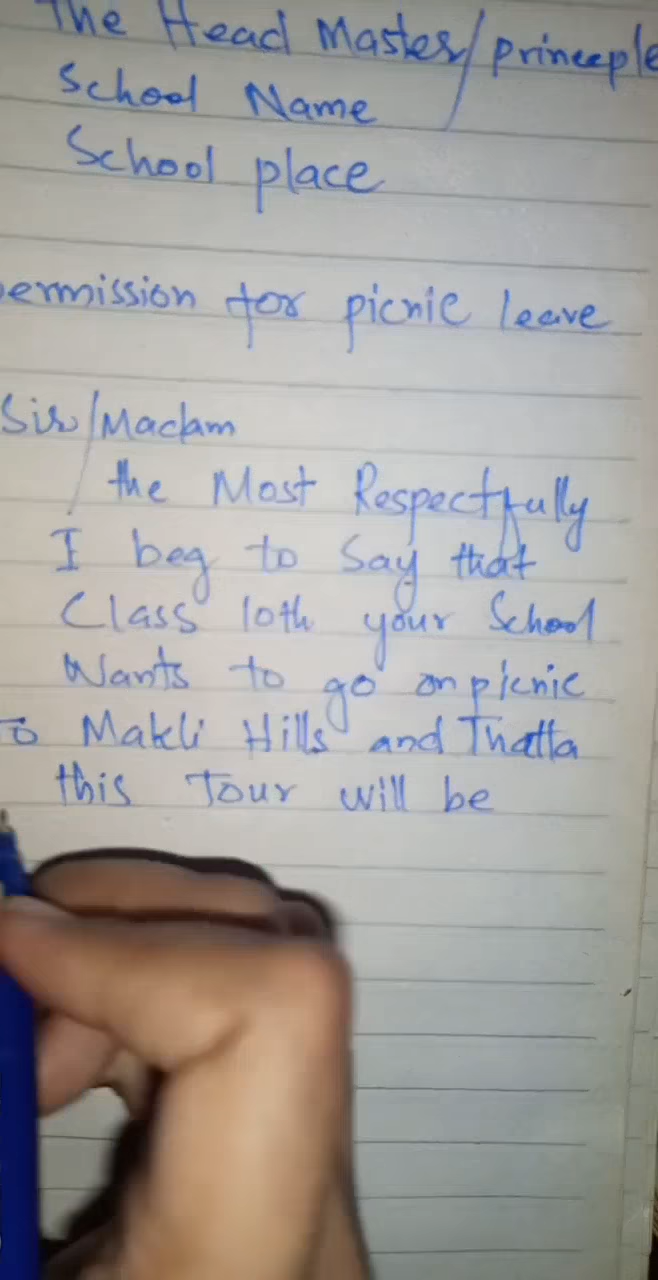 The Head Master/princeple
School Name
School place
permission for picnic leave
Sir/Madam
the Most Respectfully
I beg to Say that
Class 10th your School
Wants to go on picnic
To Makli Hills and Thatta
this Tour will be